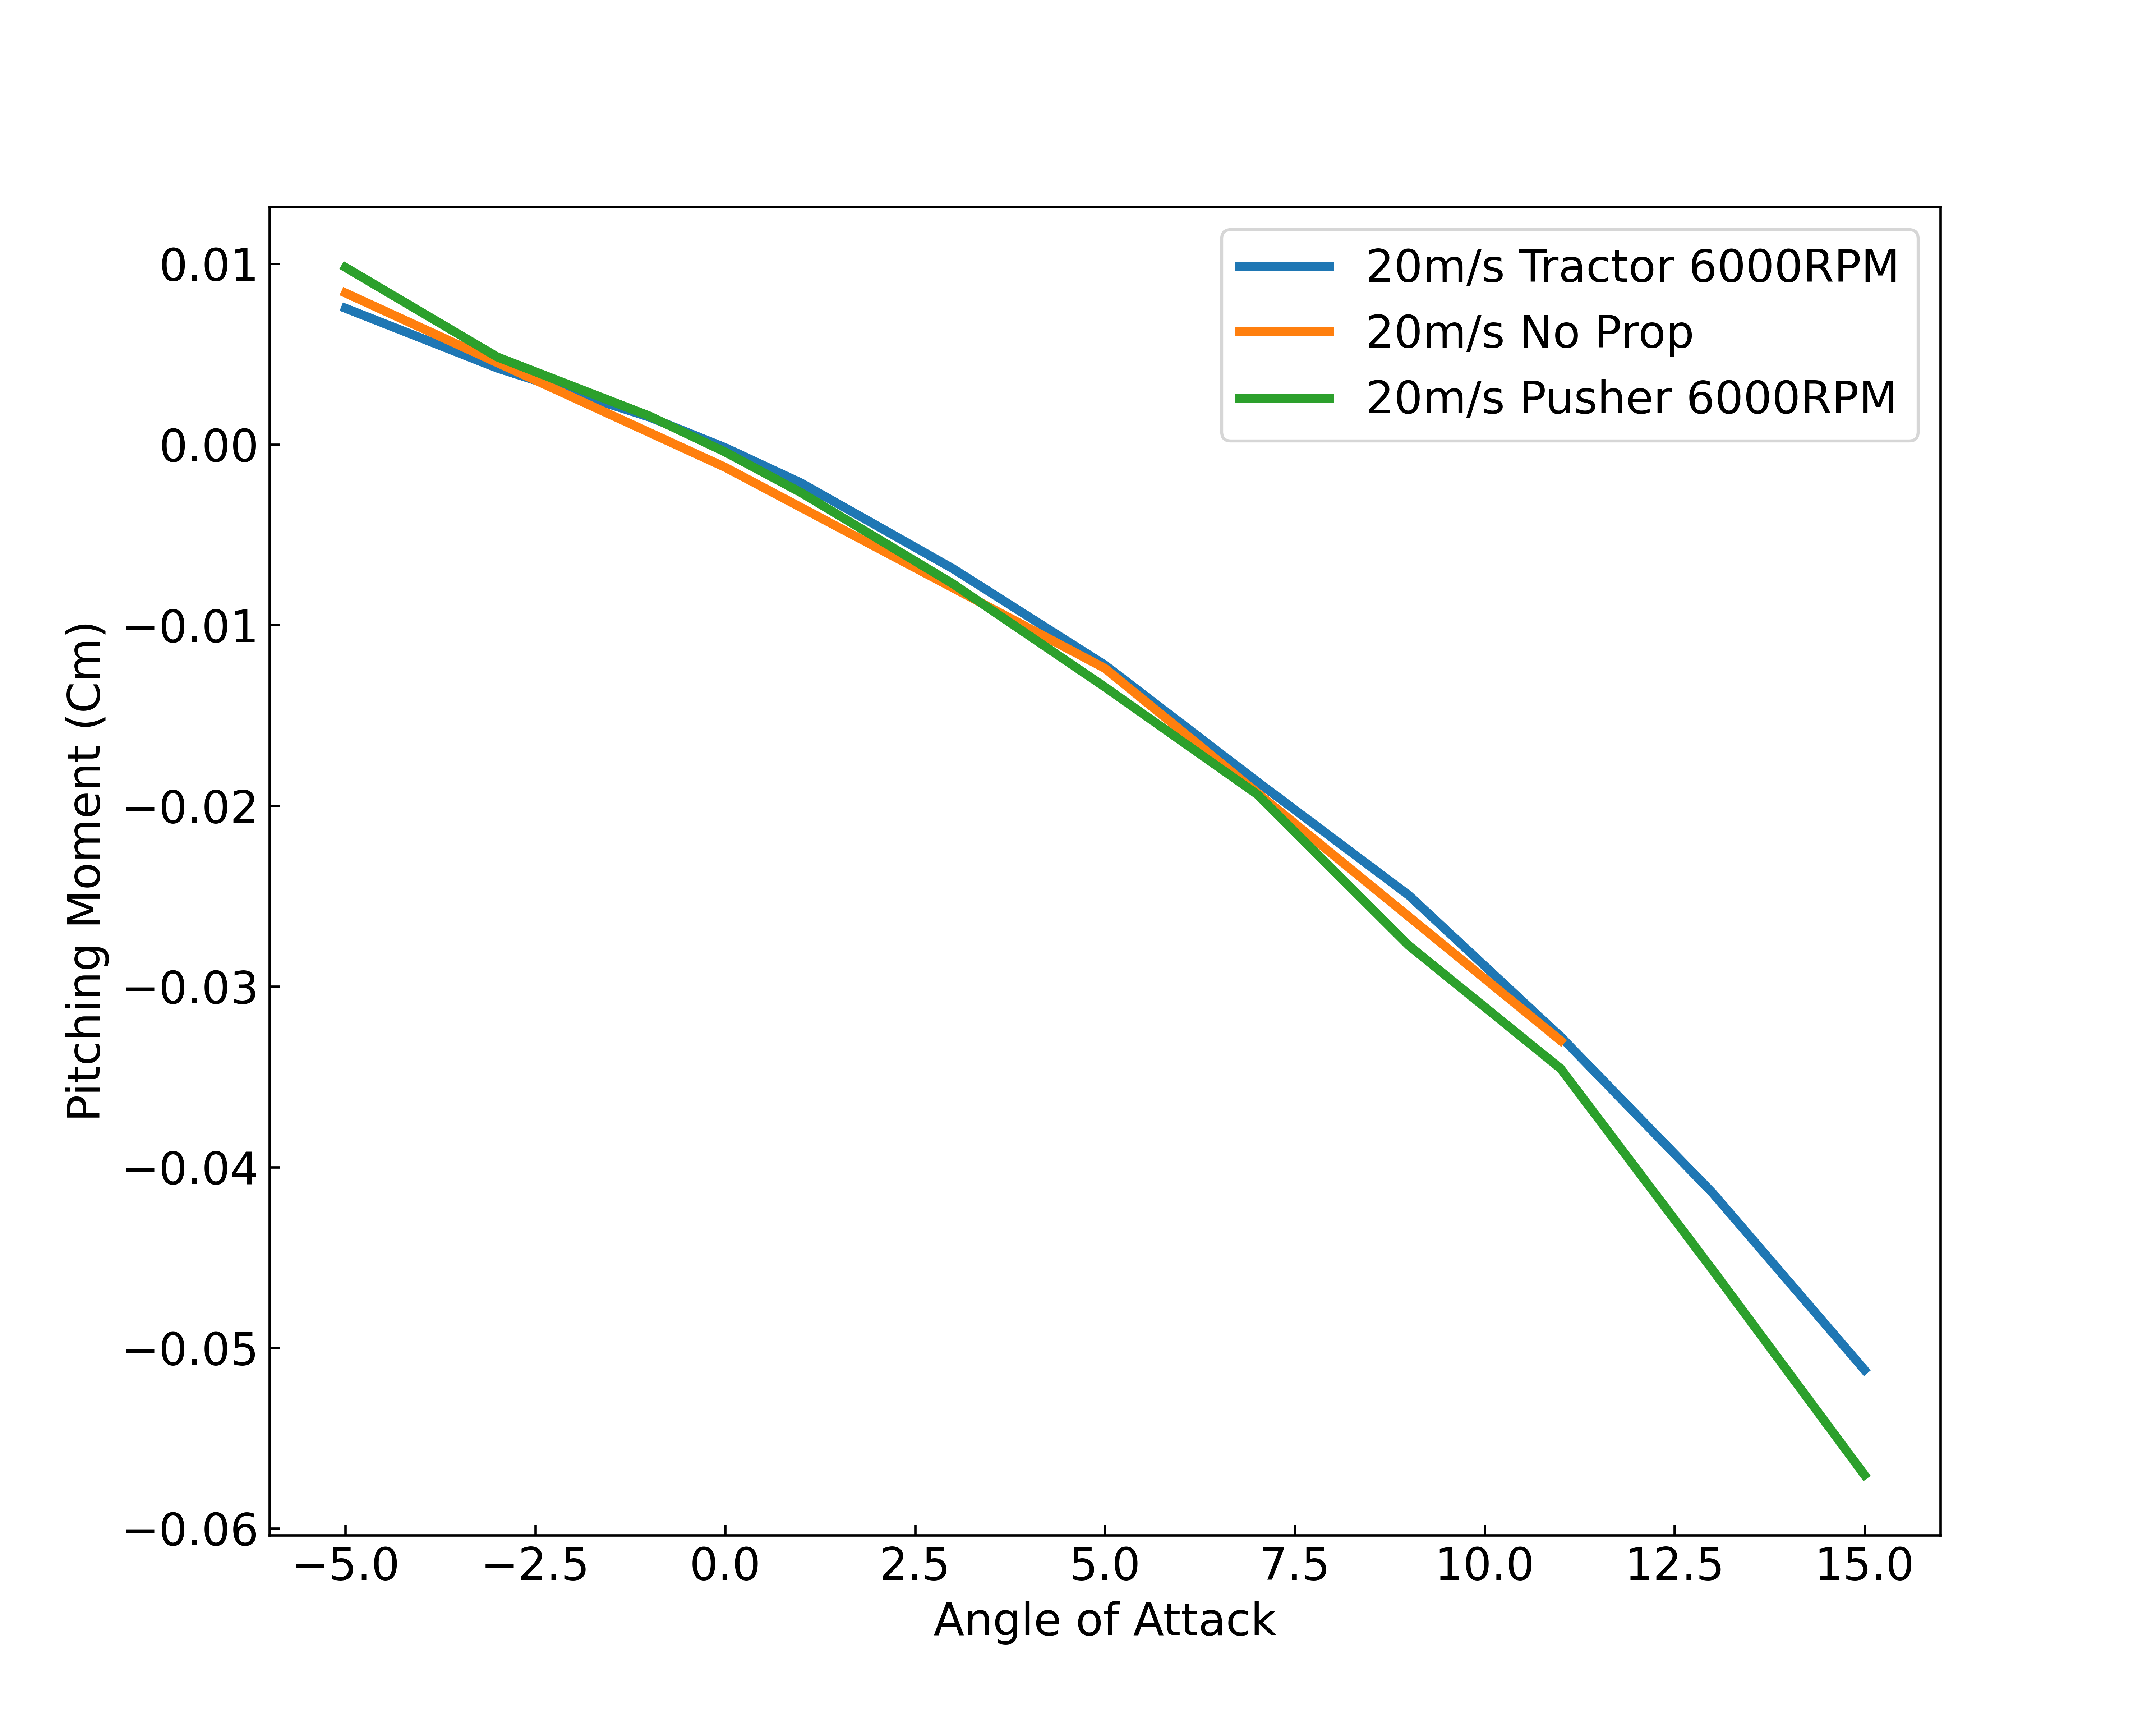 20m/s Tractor 6000RPM
20m/s No Prop
20m/s Pusher 6000RPM
0.01
0.00
−0.01
−0.02
−0.03
−0.04
−0.05
−0.06
Pitching Moment (Cm)
−5.0 −2.5 0.0 2.5 5.0 7.5 10.0 12.5 15.0
Angle of Attack